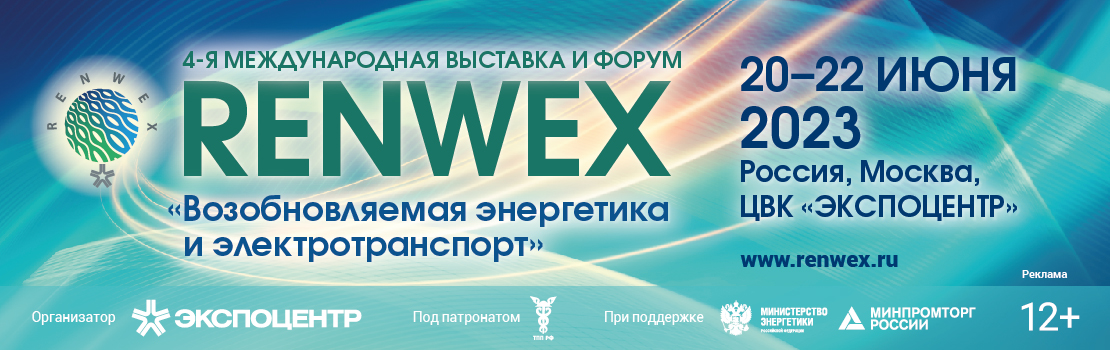 RENWEX
4-Я МЕЖДУНАРОДНАЯ ВЫСТАВКА И ФОРУМ
RENWEX
«Возобновляемая энергетика
и электротранспорт»
20–22 ИЮНЯ
2023
Россия, Москва,
ЦВК «ЭКСПОЦЕНТР»
www.renwex.ru
Реклама
Организатор
ЭКСПОЦЕНТР
Под патронатом
ТПП РФ
При поддержке
МИНИСТЕРСТВО
ЭНЕРГЕТИКИ
РОССИЙСКОЙ ФЕДЕРАЦИИ
МИНПРОМТОРГ
РОССИИ
12+